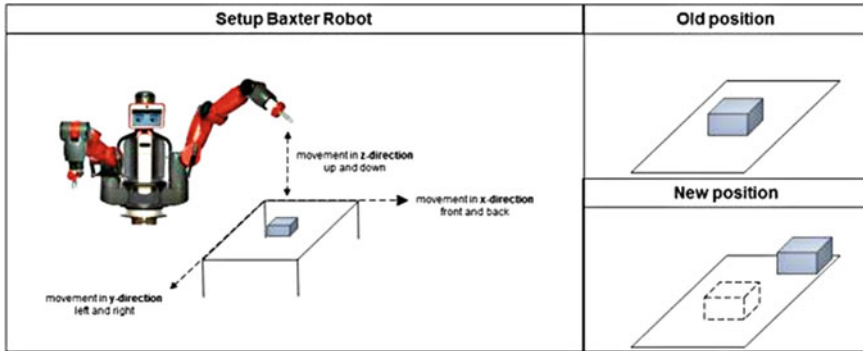 Setup Baxter Robot
Old position
movement in z-direction
up and down
movement in x-direction
front and back
New position
movement in y-direction
left and right